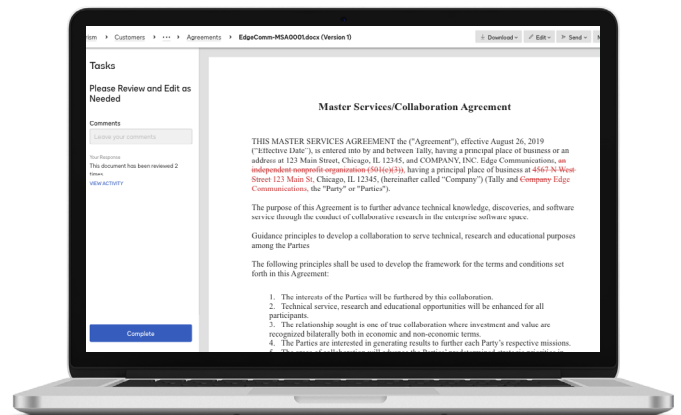 ism › Customers › ··· › Agreements › EdgeComm-MSA0001.docx (Version 1)
Download
Edit
Send
Tasks
Please Review and Edit as
Needed
Comments
Leave your comments
Your Response
This document has been reviewed 2
times
VIEW ACTIVITY
Complete
Master Services/Collaboration Agreement
THIS MASTER SERVICES AGREEMENT the ("Agreement"), effective August 26, 2019
("Effective Date"), is entered into by and between Tally, having a principal place of business or an
address at 123 Main Street, Chicago, IL 12345, and COMPANY, INC. Edge Communications, an
independent nonprofit organization (501(c)(3)), having a principal place of business at 4567 N West
Street 123 Main St, Chicago, IL 12345, (hereinafter called "Company") (Tally and Company Edge
Communications, the "Party" or "Parties").
The purpose of this Agreement is to further advance technical knowledge, discoveries, and software
service through the conduct of collaborative research in the enterprise software space.
Guidance principles to develop a collaboration to serve technical, research and educational purposes
among the Parties
The following principles shall be used to develop the framework for the terms and conditions set
forth in this Agreement:
1. The interests of the Parties will be furthered by this collaboration.
2. Technical service, research and educational opportunities will be enhanced for all
participants.
3. The relationship sought is one of true collaboration where investment and value are
recognized bilaterally both in economic and non-economic terms.
4. The Parties are interested in generating results to further each Party's respective missions.